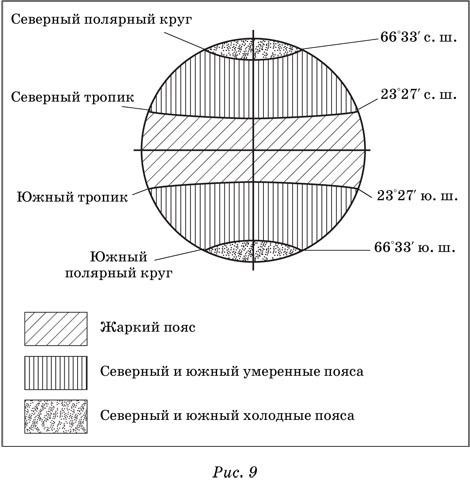 Северный полярный круг
66°33′ с. ш.
Северный тропик
23°27′ с. ш.
Южный тропик
23°27′ ю. ш.
Южный
полярный круг
66°33′ ю. ш.
Жаркий пояс
Северный и южный умеренные пояса
Северный и южный холодные пояса
Рис. 9